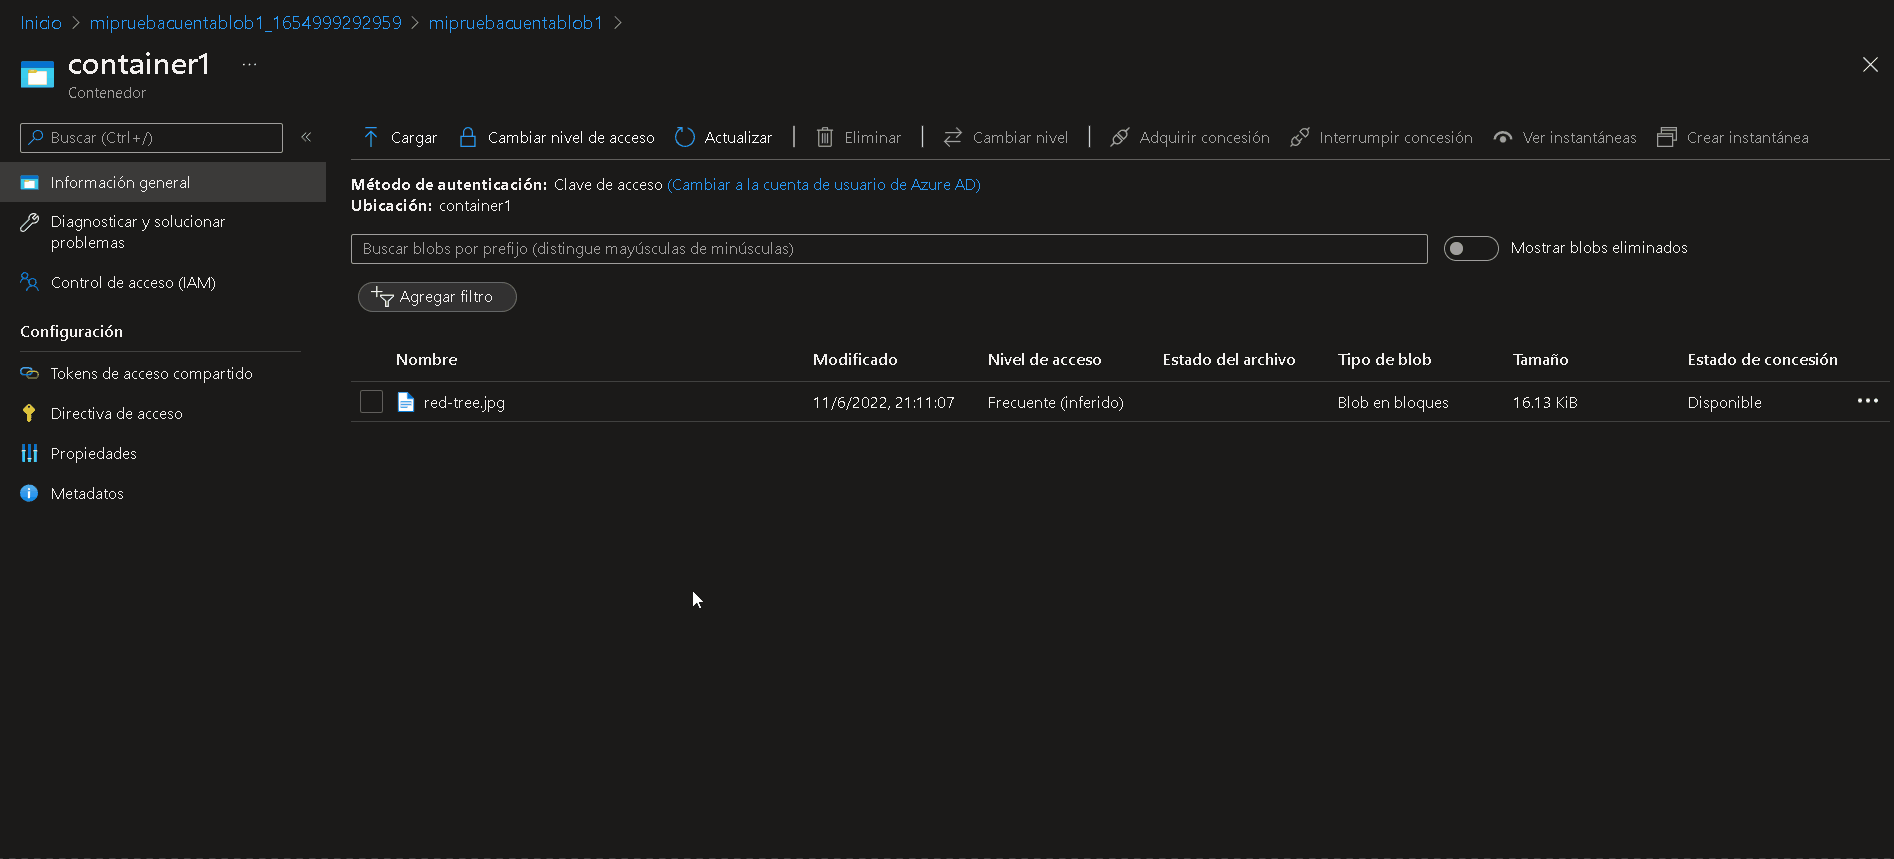 Inicio > mipruebacuentablob1_1654999292959 > mipruebacuentablob1 >
container1 ...
Contenedor
Buscar (Ctrl+/) «
Cargar Cambiar nivel de acceso Actualizar | Eliminar | Cambiar nivel | Adquirir concesión Interrumpir concesión Ver instantáneas Crear instantánea
Información general
Diagnosticar y solucionar
problemas
Control de acceso (IAM)
Configuración
Tokens de acceso compartido
Directiva de acceso
Propiedades
Metadatos
Método de autenticación: Clave de acceso (Cambiar a la cuenta de usuario de Azure AD)
Ubicación: container1
Buscar blobs por prefijo (distingue mayúsculas de minúsculas)
Mostrar blobs eliminados
Agregar filtro
Nombre Modificado Nivel de acceso Estado del archivo Tipo de blob Tamaño Estado de concesión
red-tree.jpg 11/6/2022, 21:11:07 Frecuente (inferido) Blob en bloques 16.13 KiB Disponible ...